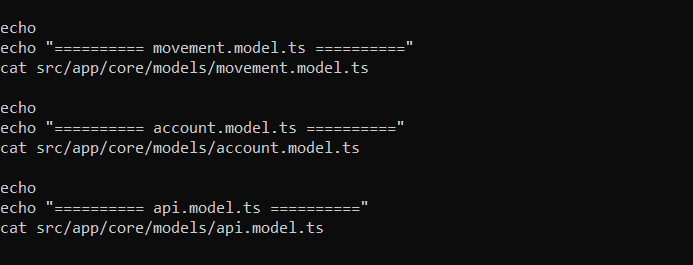 echo
echo "========== movement.model.ts =========="
cat src/app/core/models/movement.model.ts
echo
echo "========== account.model.ts =========="
cat src/app/core/models/account.model.ts
echo
echo "========== api.model.ts =========="
cat src/app/core/models/api.model.ts